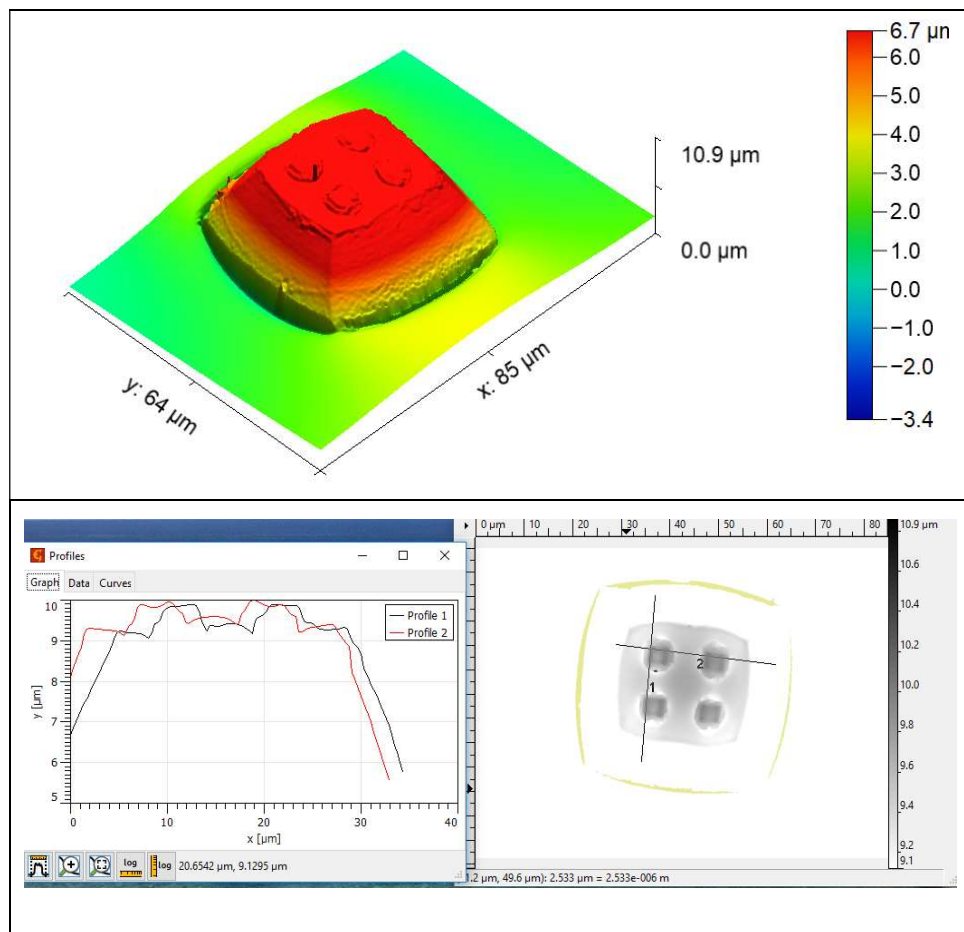 6.7 µn
6.0
5.0
4.0
3.0
2.0
1.0
0.0
−1.0
−2.0
−3.4
10.9 µm
0.0 µm
y: 64 µm
x: 85 µm
Profiles
Graph Data Curves
10
9
8
7
6
5
y [µm]
0 10 20 30 40
x [µm]
Profile 1
Profile 2
log
log
20.6542 µm, 9.1295 µm
0 µm 10 20 30 40 50 60 70 80
1
2
10.9 µm
10.6
10.4
10.2
10.0
9.8
9.6
9.4
9.2
9.1
1.2 µm, 49.6 µm): 2.533 µm = 2.533e-006 m